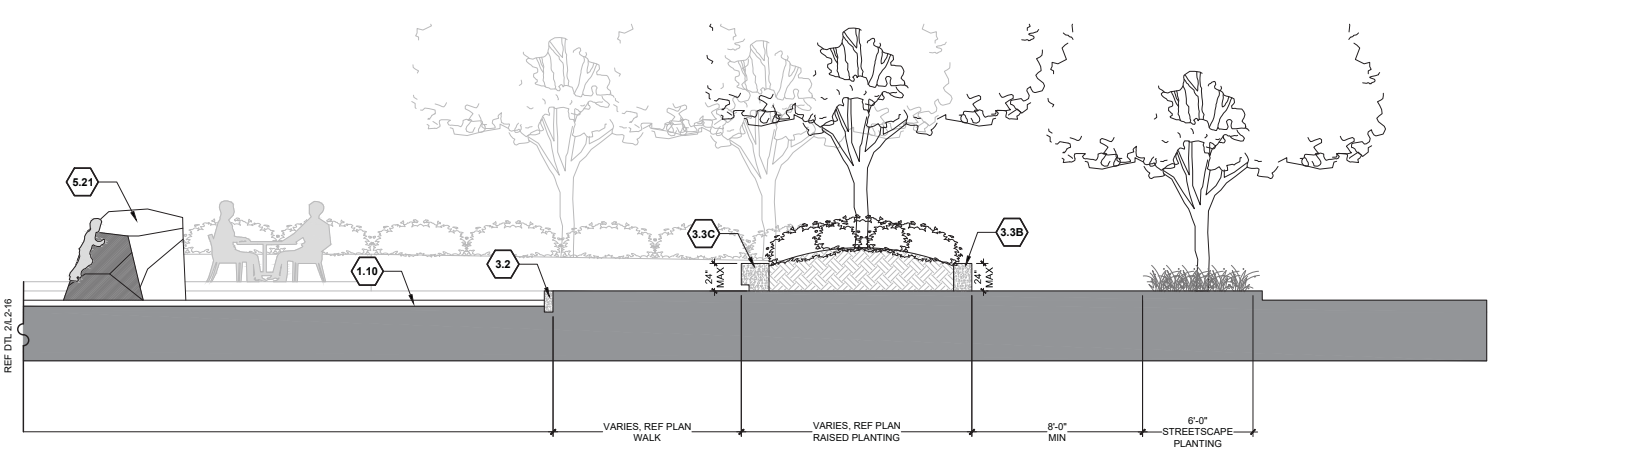 5.21
3.3C
3.3B
3.2
1.10
24"
MAX
24"
MAX
REF DTL 2/L2-16
VARIES, REF PLAN
WALK
VARIES, REF PLAN
RAISED PLANTING
8'-0"
MIN
6'-0"
STREETSCAPE
PLANTING